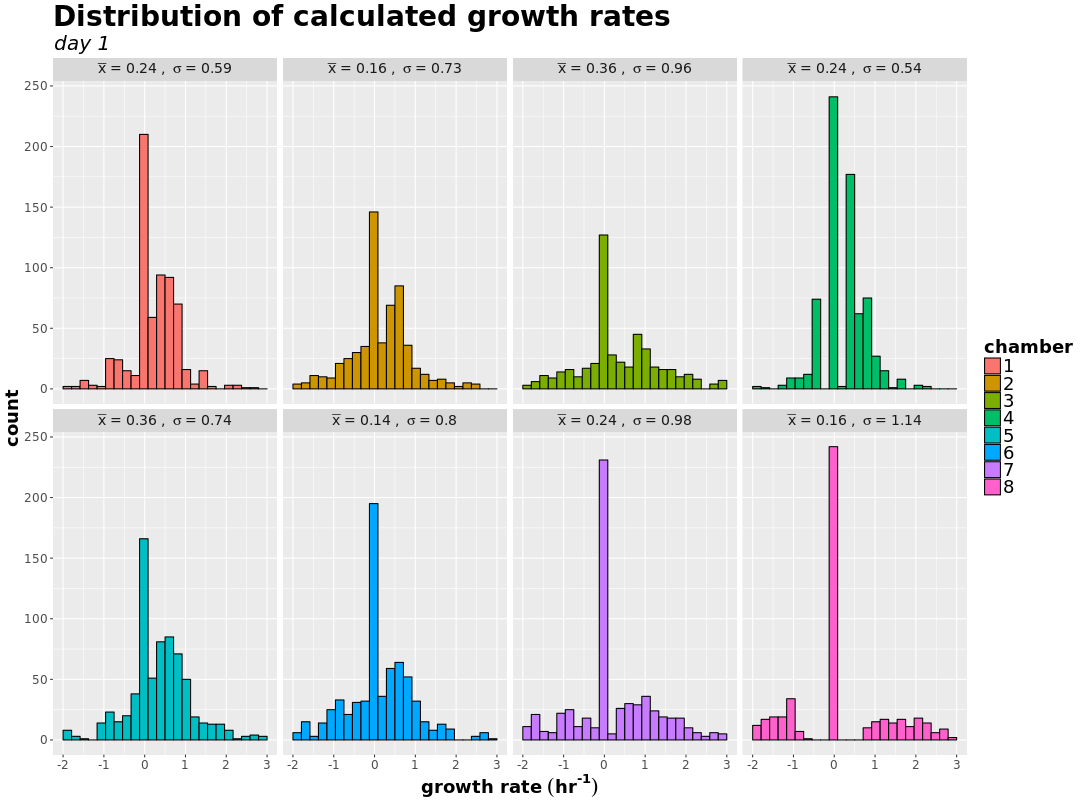 Distribution of calculated growth rates
day 1
x̅ = 0.24 , σ = 0.59
x̅ = 0.16 , σ = 0.73
x̅ = 0.36 , σ = 0.96
x̅ = 0.24 , σ = 0.54
250
200
150
100
50
0
x̅ = 0.36 , σ = 0.74
x̅ = 0.14 , σ = 0.8
x̅ = 0.24 , σ = 0.98
x̅ = 0.16 , σ = 1.14
250
200
150
100
50
0
-2 -1 0 1 2 3
-2 -1 0 1 2 3
-2 -1 0 1 2 3
-2 -1 0 1 2 3
count
growth rate (hr⁻¹)
chamber
1
2
3
4
5
6
7
8